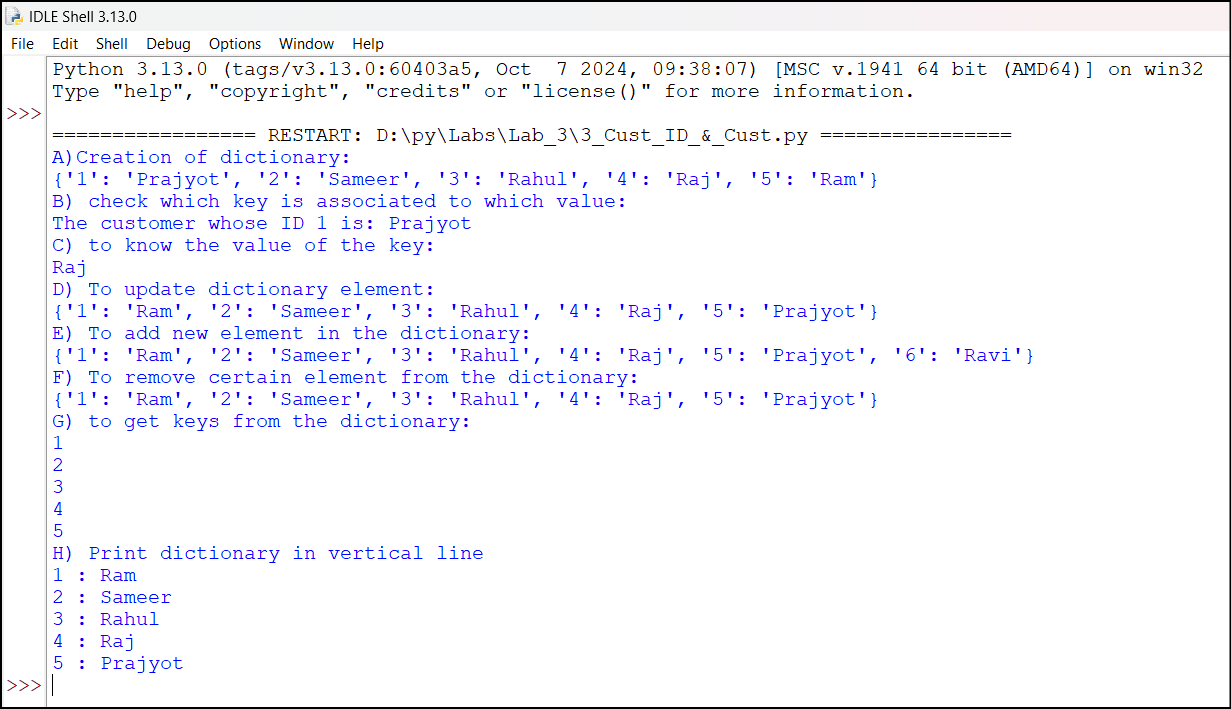 IDLE Shell 3.13.0
File Edit Shell Debug Options Window Help
Python 3.13.0 (tags/v3.13.0:60403a5, Oct  7 2024, 09:38:07) [MSC v.1941 64 bit (AMD64)] on win32
Type "help", "copyright", "credits" or "license()" for more information.
>>>
================= RESTART: D:\py\Labs\Lab_3\3_Cust_ID_&_Cust.py ================
A)Creation of dictionary:
{'1': 'Prajyot', '2': 'Sameer', '3': 'Rahul', '4': 'Raj', '5': 'Ram'}
B) check which key is associated to which value:
The customer whose ID 1 is: Prajyot
C) to know the value of the key:
Raj
D) To update dictionary element:
{'1': 'Ram', '2': 'Sameer', '3': 'Rahul', '4': 'Raj', '5': 'Prajyot'}
E) To add new element in the dictionary:
{'1': 'Ram', '2': 'Sameer', '3': 'Rahul', '4': 'Raj', '5': 'Prajyot', '6': 'Ravi'}
F) To remove certain element from the dictionary:
{'1': 'Ram', '2': 'Sameer', '3': 'Rahul', '4': 'Raj', '5': 'Prajyot'}
G) to get keys from the dictionary:
1
2
3
4
5
H) Print dictionary in vertical line
1 : Ram
2 : Sameer
3 : Rahul
4 : Raj
5 : Prajyot
>>>